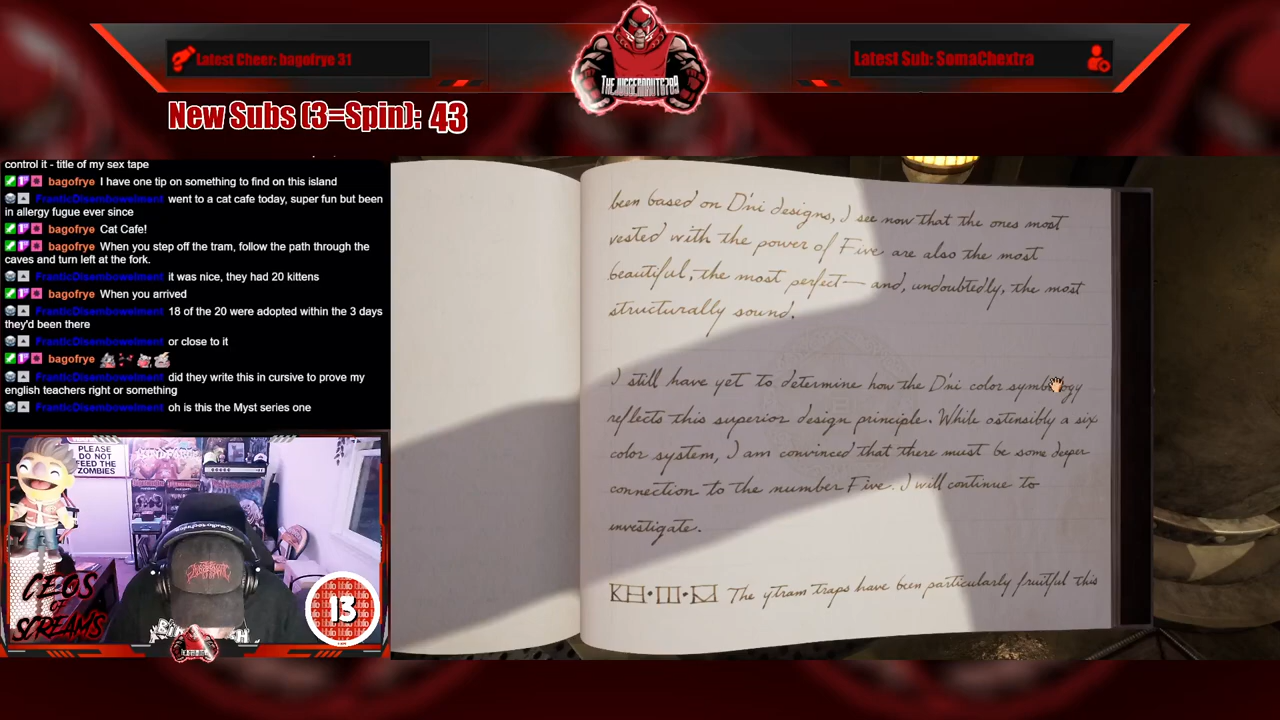 Latest Cheer: bagofrye 31
THEJUGGERNAUT6789
Latest Sub: SomaChextra
New Subs (3=Spin): 43
control it - title of my sex tape
bagofrye I have one tip on something to find on this island
FranticDisembowelment went to a cat cafe today, super fun but been
in allergy fugue ever since
bagofrye Cat Cafe!
bagofrye When you step off the tram, follow the path through the
caves and turn left at the fork.
FranticDisembowelment it was nice, they had 20 kittens
bagofrye When you arrived
FranticDisembowelment 18 of the 20 were adopted within the 3 days
they'd been there
FranticDisembowelment or close to it
bagofrye
FranticDisembowelment did they write this in cursive to prove my
english teachers right or something
FranticDisembowelment oh is this the Myst series one
been based on D'ni designs, I see now that the ones most
vested with the power of Five are also the most
beautiful, the most perfect— and, undoubtedly, the most
structurally sound.
I still have yet to determine how the D'ni color symbology
reflects this superior design principle. While ostensibly a six
color system, I am convinced that there must be some deeper
connection to the number Five. I will continue to
investigate.
The ytram traps have been particularly fruitful this
PLEASE
DO NOT
FEED THE
ZOMBIES
CEOS
OF
SCREAMS
13